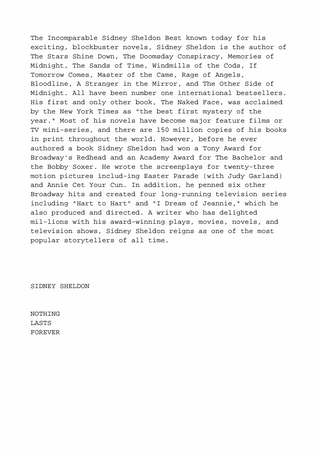 The Incomparable Sidney Sheldon Best known today for his
exciting, blockbuster novels, Sidney Sheldon is the author of
The Stars Shine Down, The Doomsday Conspiracy, Memories of
Midnight, The Sands of Time, Windmills of the Gods, If
Tomorrow Comes, Master of the Came, Rage of Angels,
Bloodline, A Stranger in the Mirror, and The Other Side of
Midnight. All have been number one international bestsellers.
His first and only other book, The Naked Face, was acclaimed
by the New York Times as "the best first mystery of the
year." Most of his novels have become major feature films or
TV mini-series, and there are 150 million copies of his books
in print throughout the world. However, before he ever
authored a book Sidney Sheldon had won a Tony Award for
Broadway's Redhead and an Academy Award for The Bachelor and
the Bobby Soxer. He wrote the screenplays for twenty-three
motion pictures includ-ing Easter Parade (with Judy Garland)
and Annie Cet Your Cun. In addition, he penned six other
Broadway hits and created four long-running television series
including "Hart to Hart" and "I Dream of Jeannie," which he
also produced and directed. A writer who has delighted
mil-lions with his award-winning plays, movies, novels, and
television shows, Sidney Sheldon reigns as one of the most
popular storytellers of all time.
SIDNEY SHELDON
NOTHING
LASTS
FOREVER